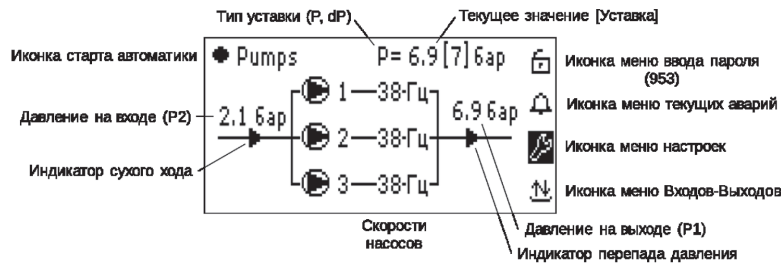 Тип уставки (P, dP)
Текущее значение [Уставка]
Иконка старта автоматики
Pumps
P= 6.9 [7] бар
Иконка меню ввода пароля
(953)
Давление на входе (P2)
2.1 бар
1 38·Гц
6.9 бар
Иконка меню текущих аварий
2 38·Гц
Иконка меню настроек
Индикатор сухого хода
3 38·Гц
Иконка меню Входов-Выходов
Скорости
насосов
Давление на выходе (P1)
Индикатор перепада давления